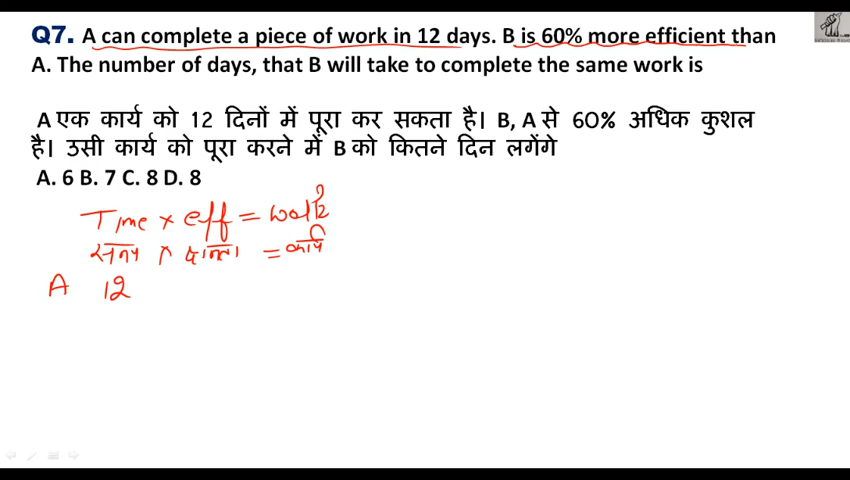 Q7. A can complete a piece of work in 12 days. B is 60% more efficient than
A. The number of days, that B will take to complete the same work is
A एक कार्य को 12 दिनों में पूरा कर सकता है। B, A से 60% अधिक कुशल
है। उसी कार्य को पूरा करने में B को कितने दिन लगेंगे
A. 6 B. 7 C. 8 D. 8
Time × eff = work
समय × = कार्य
A 12